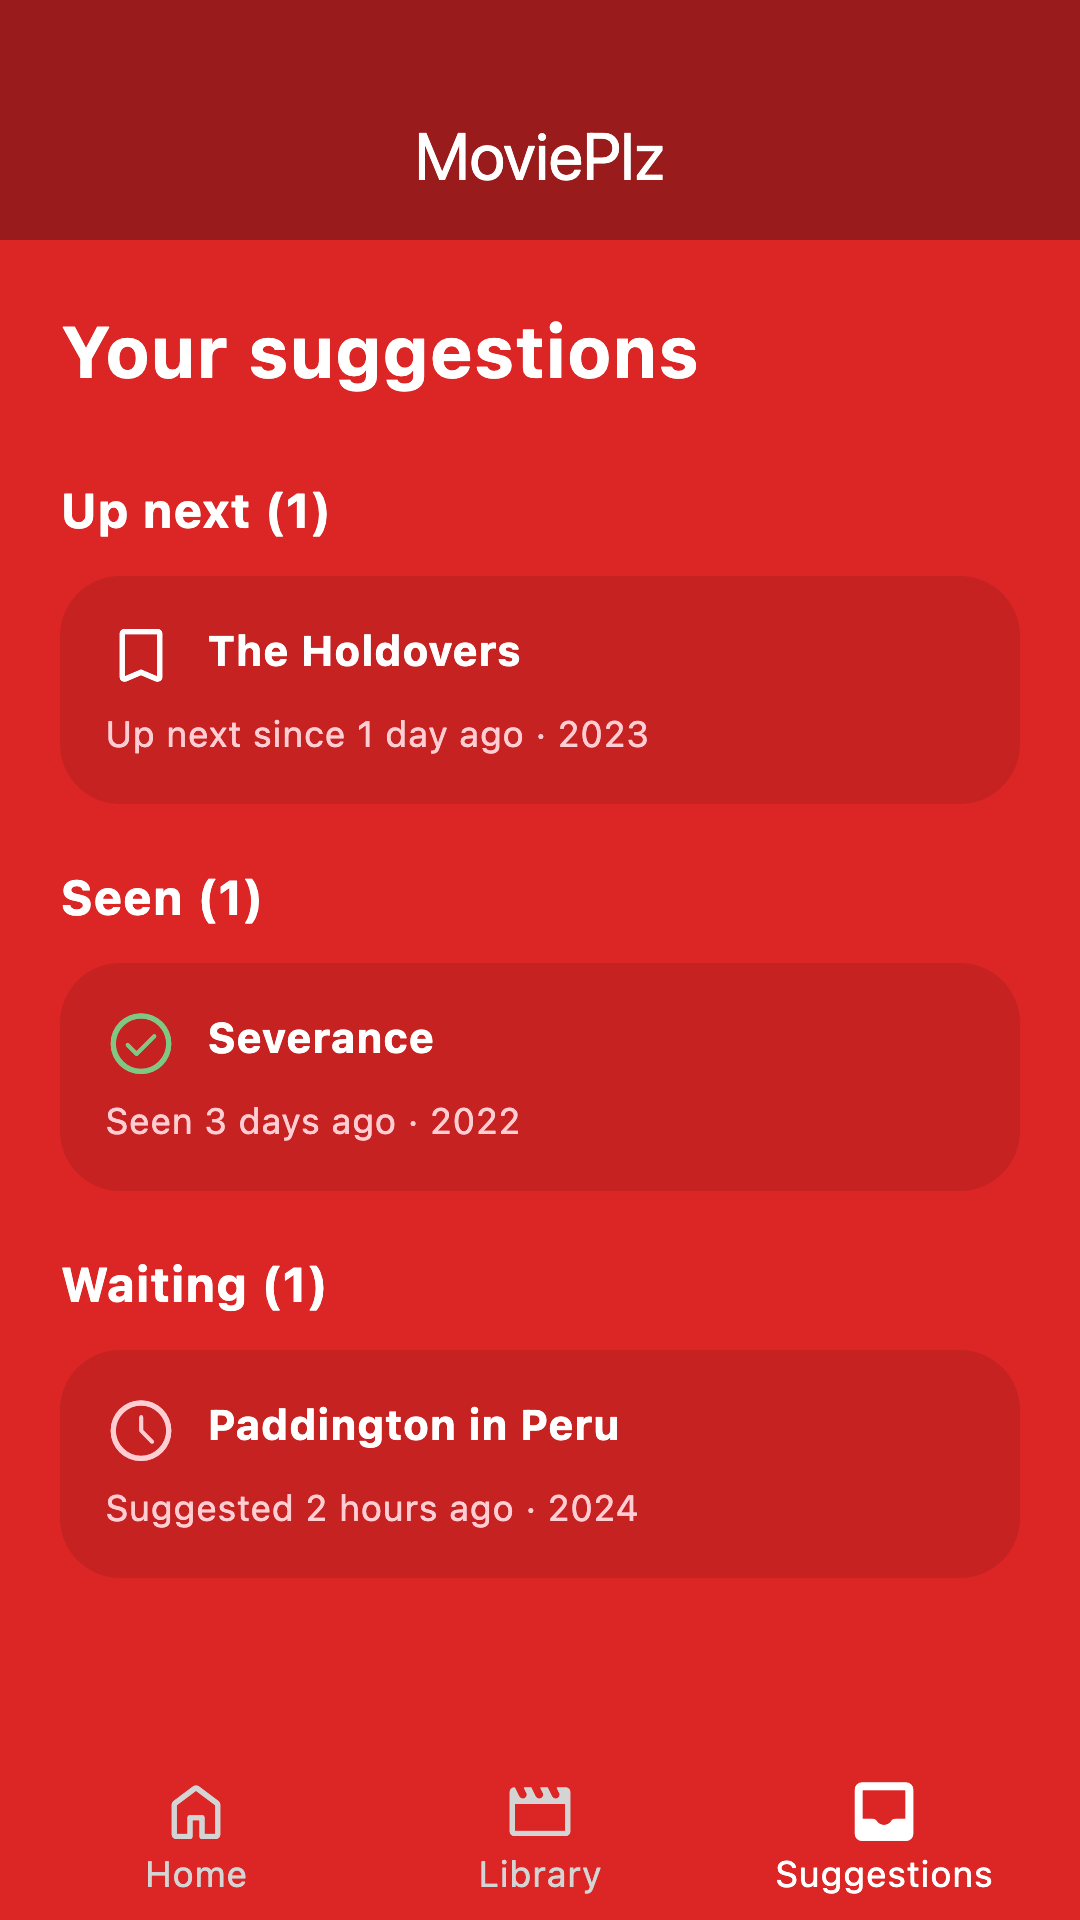 MoviePlz
Your suggestions
Up next (1)
The Holdovers
Up next since 1 day ago · 2023
Seen (1)
Severance
Seen 3 days ago · 2022
Waiting (1)
Paddington in Peru
Suggested 2 hours ago · 2024
Home
Library
Suggestions